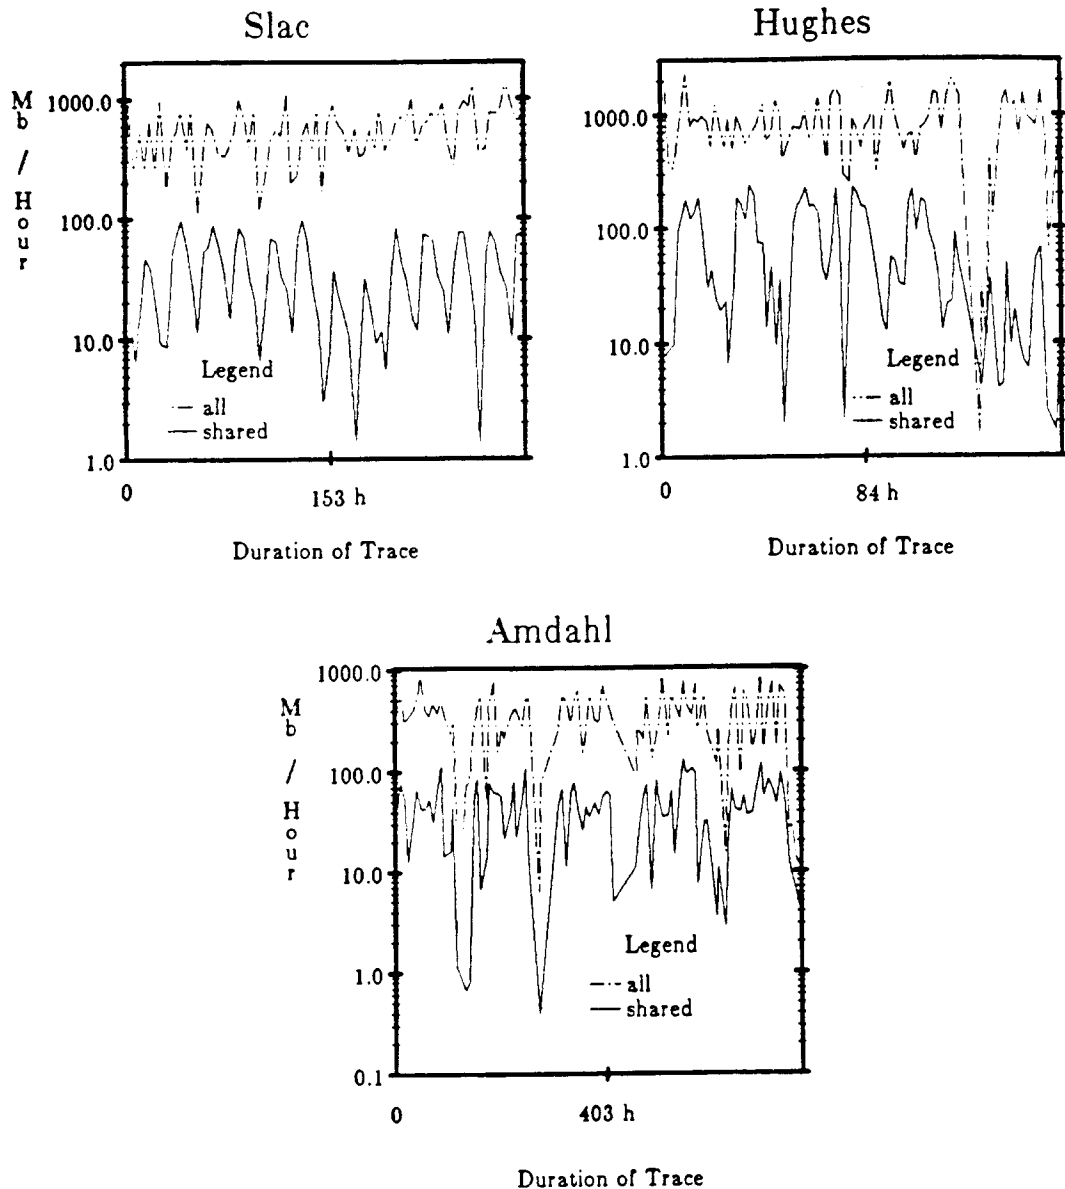 Slac
Mb / Hour
1000.0
100.0
10.0
1.0
Legend
all
shared
0
153 h
Duration of Trace
Hughes
1000.0
100.0
10.0
1.0
Legend
all
shared
0
84 h
Duration of Trace
Amdahl
Mb / Hour
1000.0
100.0
10.0
1.0
0.1
Legend
all
shared
0
403 h
Duration of Trace